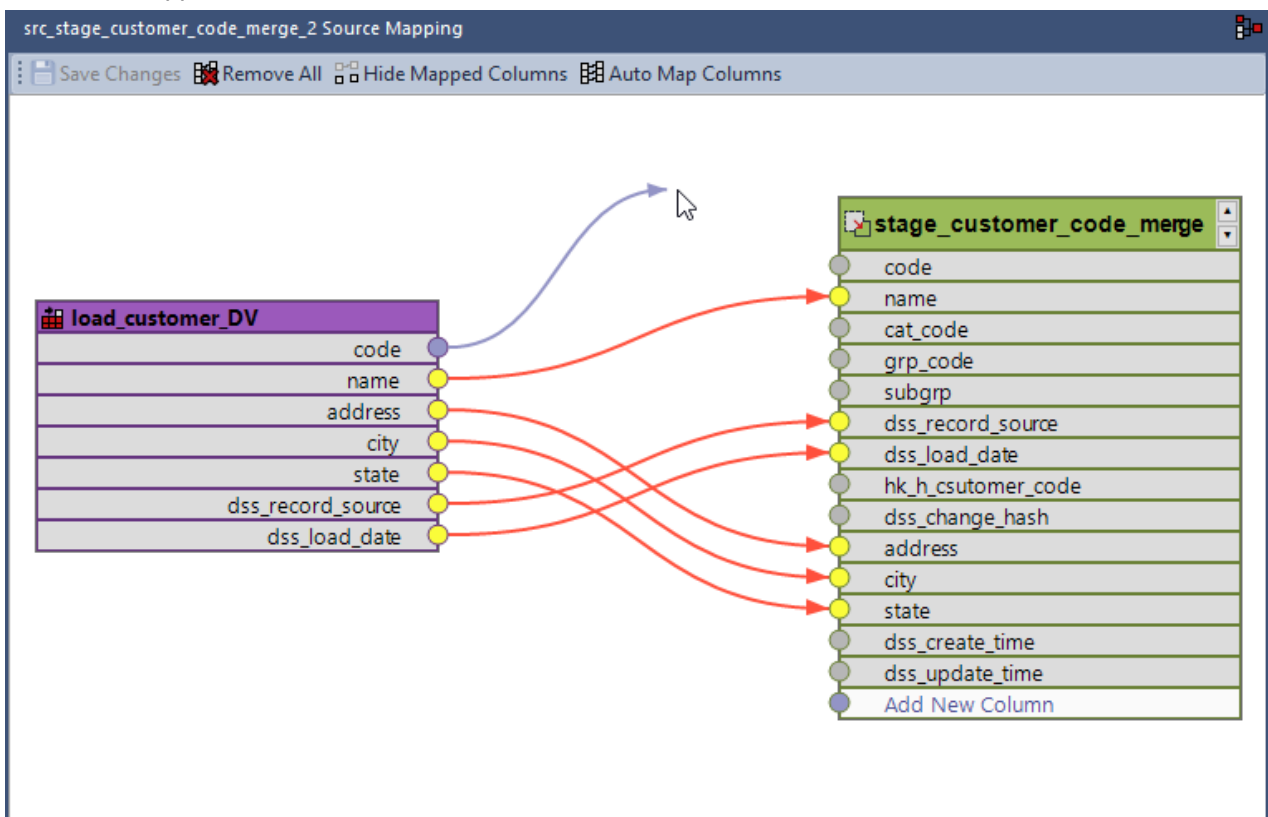 src_stage_customer_code_merge_2 Source Mapping
Save Changes Remove All Hide Mapped Columns Auto Map Columns
load_customer_DV
code
name
address
city
state
dss_record_source
dss_load_date
stage_customer_code_merge
code
name
cat_code
grp_code
subgrp
dss_record_source
dss_load_date
hk_h_csutomer_code
dss_change_hash
address
city
state
dss_create_time
dss_update_time
Add New Column